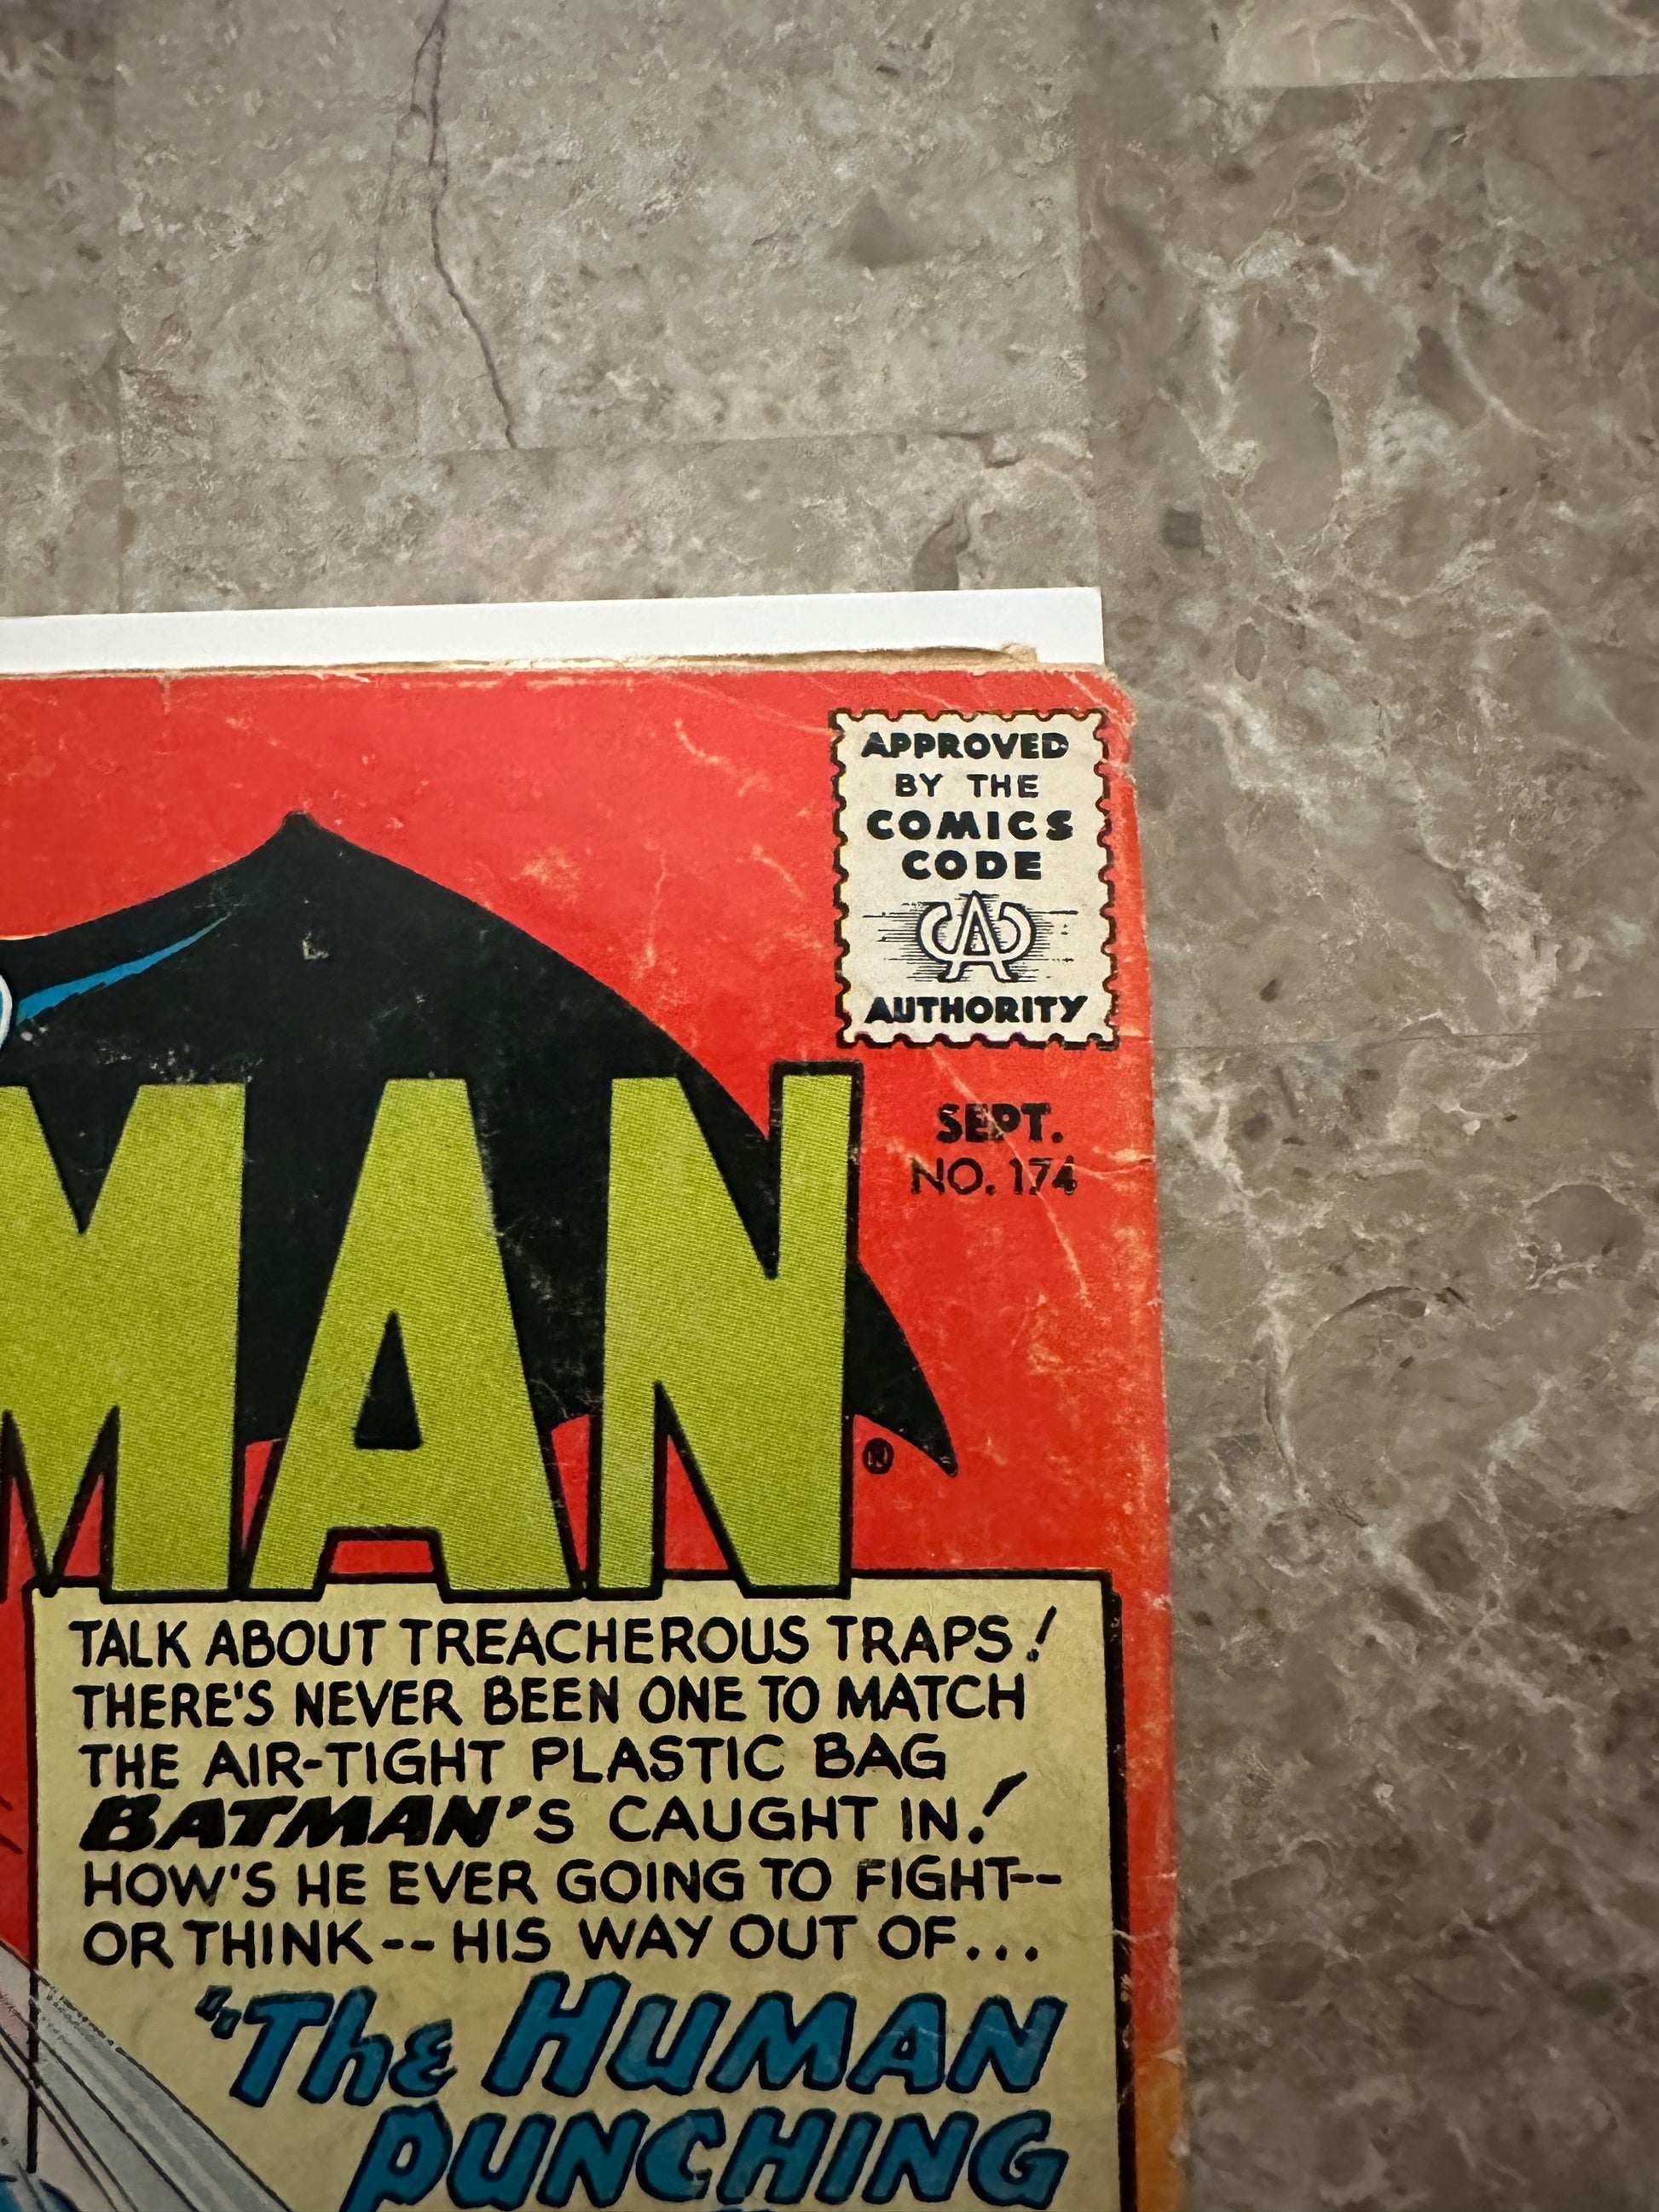 APPROVED
BY THE
COMICS
CODE
CA
AUTHORITY
SEPT.
NO. 174
MAN
®
TALK ABOUT TREACHEROUS TRAPS!
THERE'S NEVER BEEN ONE TO MATCH
THE AIR-TIGHT PLASTIC BAG
BATMAN'S CAUGHT IN!
HOW'S HE EVER GOING TO FIGHT--
OR THINK -- HIS WAY OUT OF...
"The HUMAN
PUNCHING